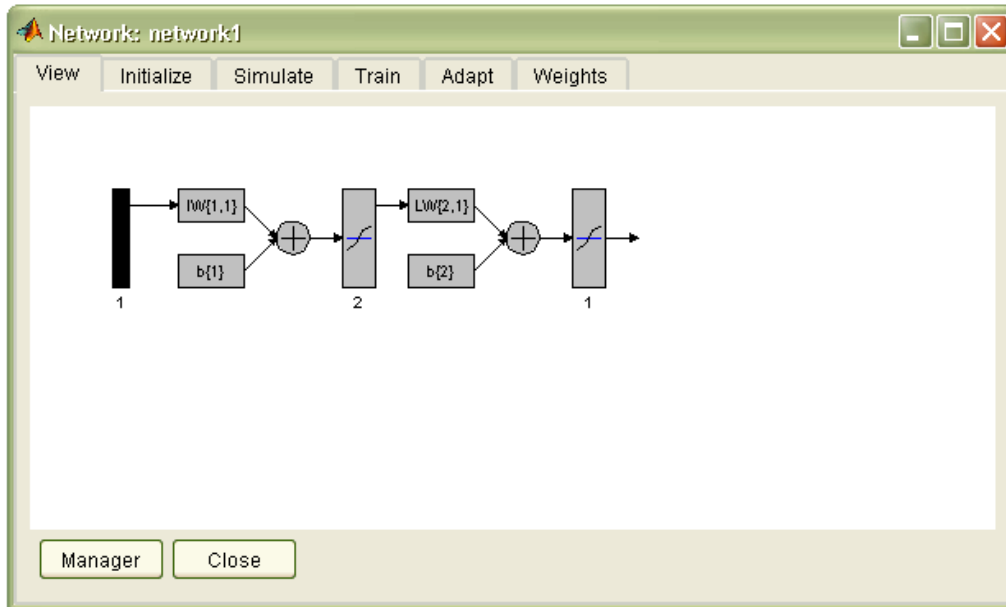 Network: network1
View Initialize Simulate Train Adapt Weights
IW{1,1} LW{2,1}
b{1} b{2}
1 2 1
Manager Close